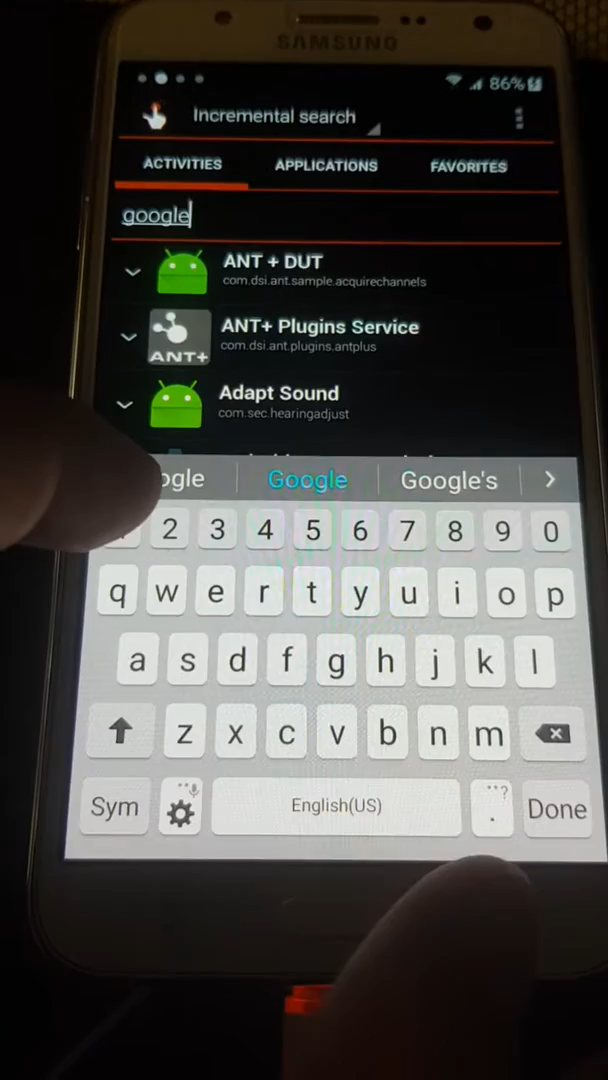 SAMSUNG
86%
Incremental search
ACTIVITIES APPLICATIONS FAVORITES
google
ANT + DUT
com.dsi.ant.sample.acquirechannels
ANT+ Plugins Service
com.dsi.ant.plugins.antplus
ANT+
Adapt Sound
com.sec.hearingadjust
ogle Google Google's >
2 3 4 5 6 7 8 9 0
q w e r t y u i o p
a s d f g h j k l
z x c v b n m
Sym English(US) . Done